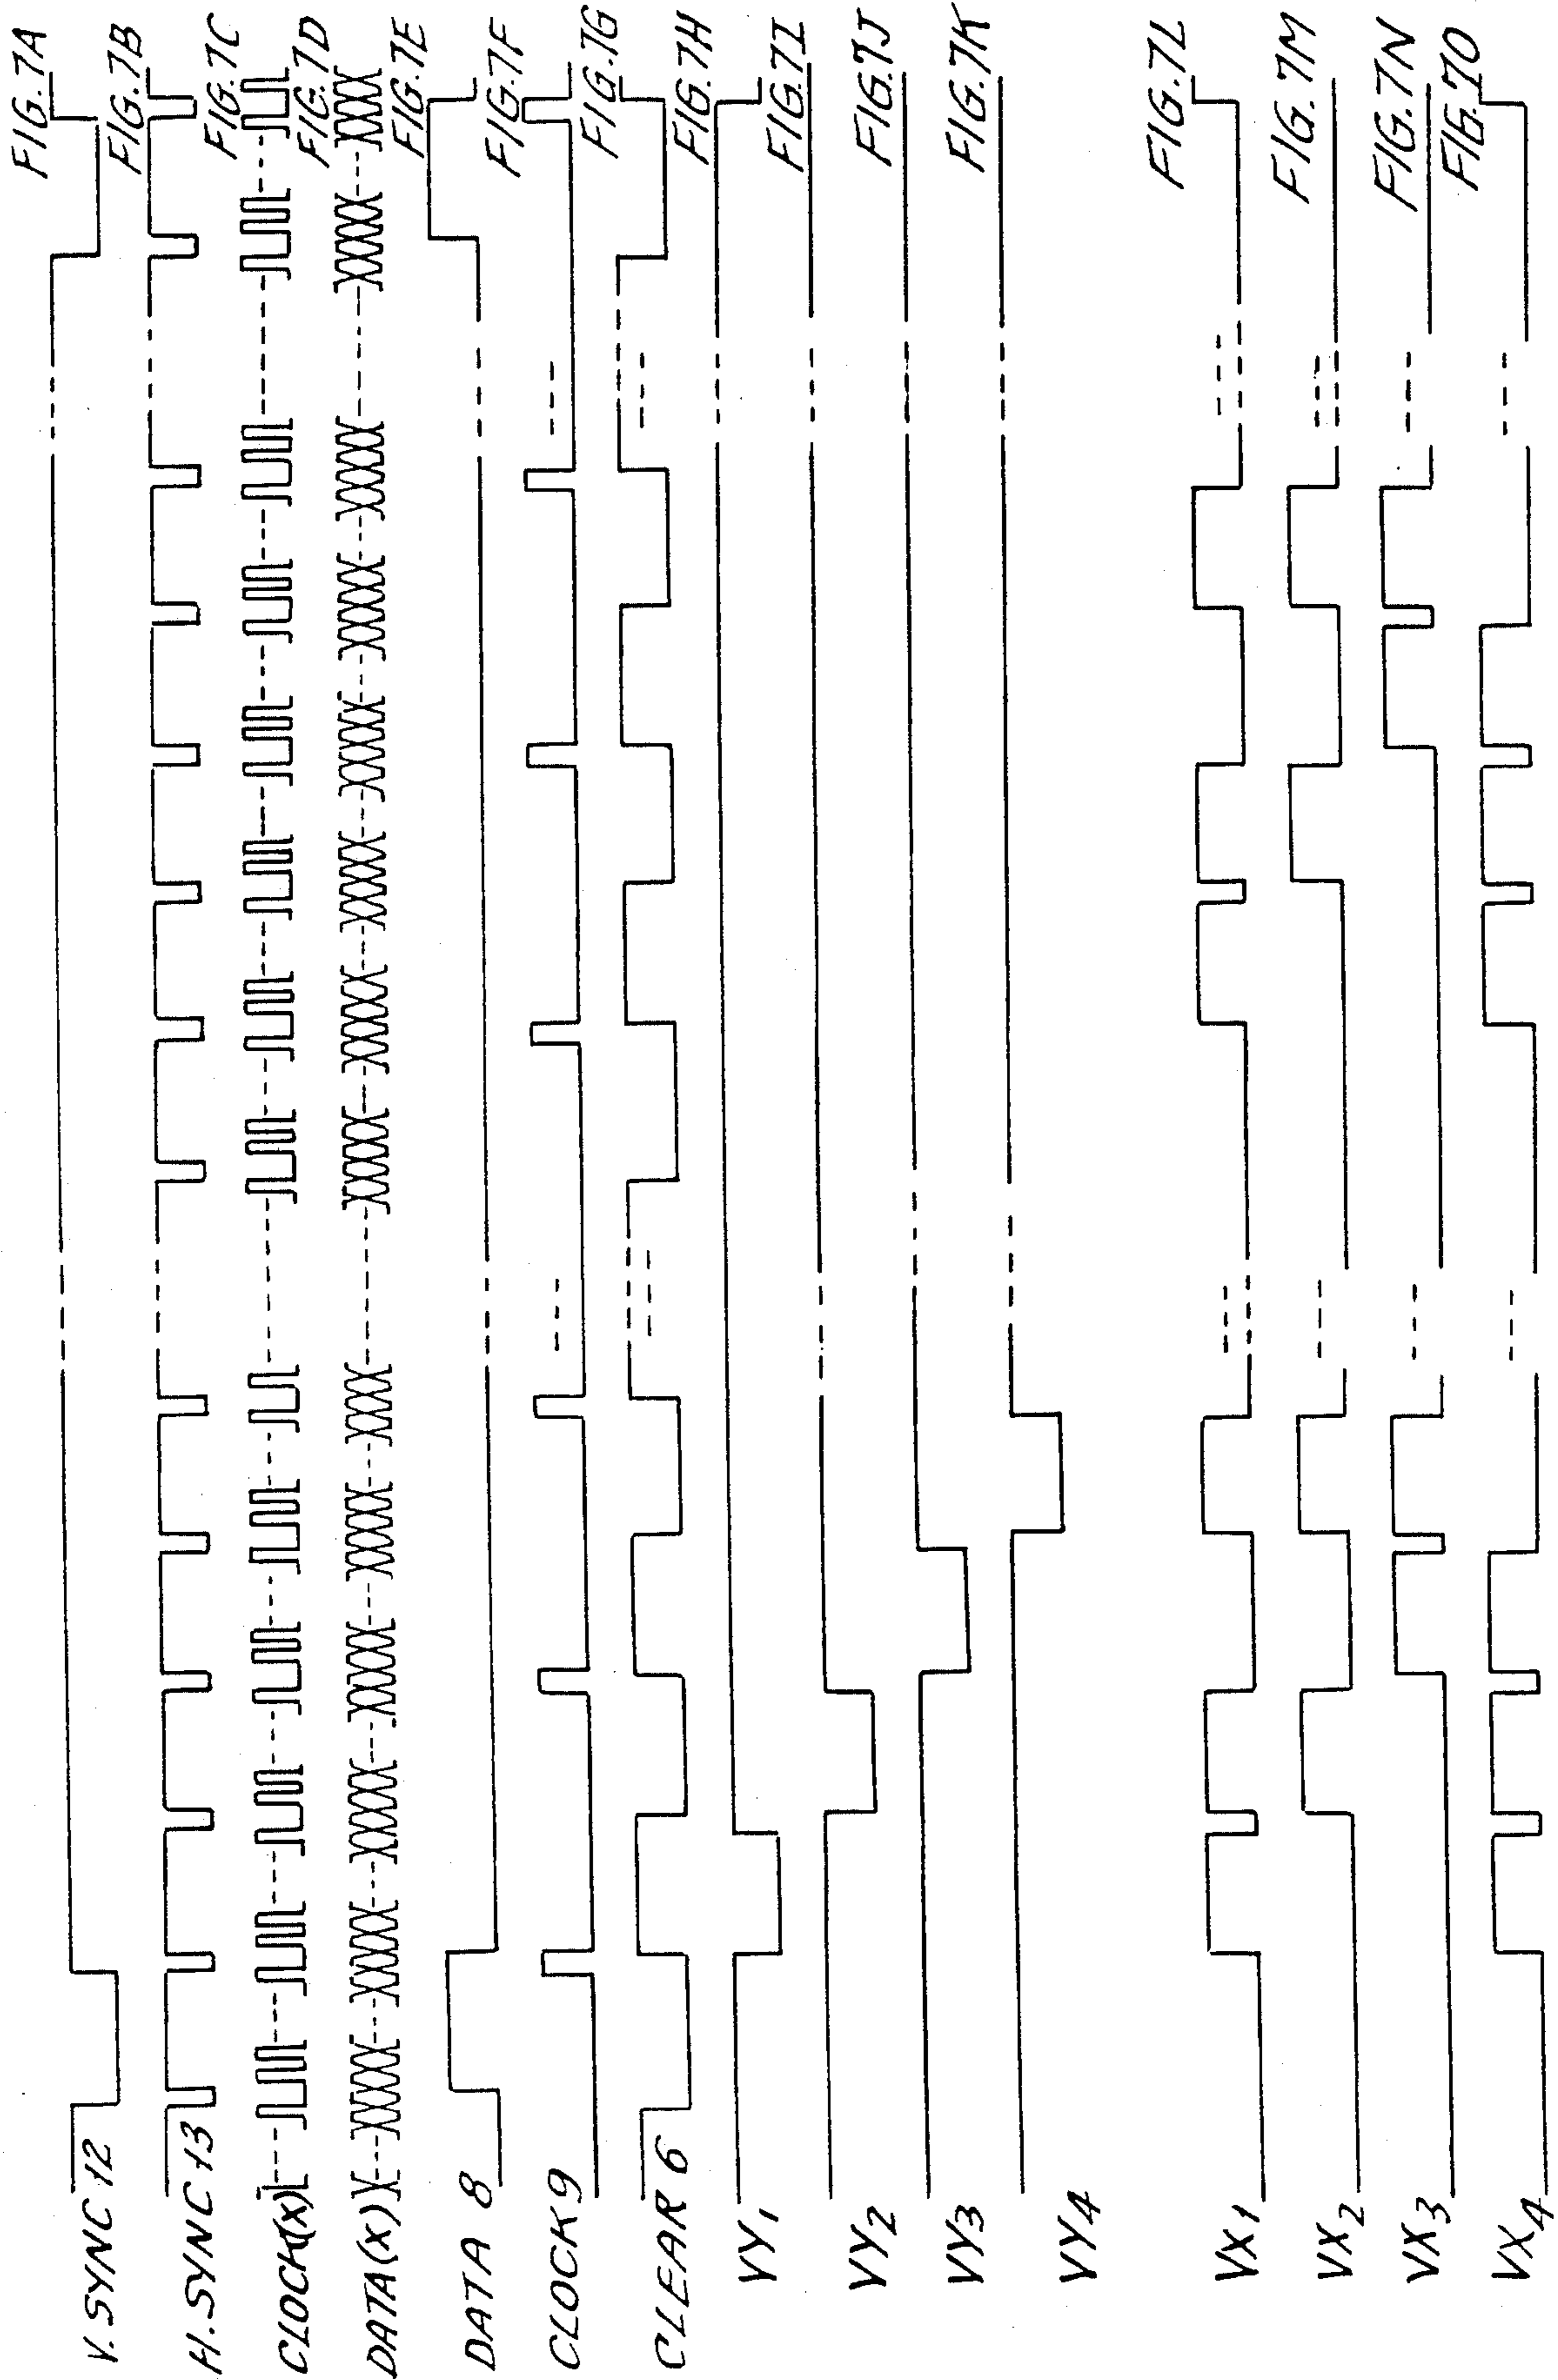 V. SYNC 12
FIG. 7A
H. SYNC 13
FIG. 7B
CLOCK(X)
FIG. 7C
DATA(X)
FIG. 7D
DATA 8
FIG. 7E
CLOCK 9
FIG. 7F
CLEAR 6
FIG. 7G
VY1
FIG. 7H
VY2
FIG. 7I
VY3
FIG. 7J
VY4
FIG. 7K
VX1
FIG. 7L
VX2
FIG. 7M
VX3
FIG. 7N
VX4
FIG. 7O